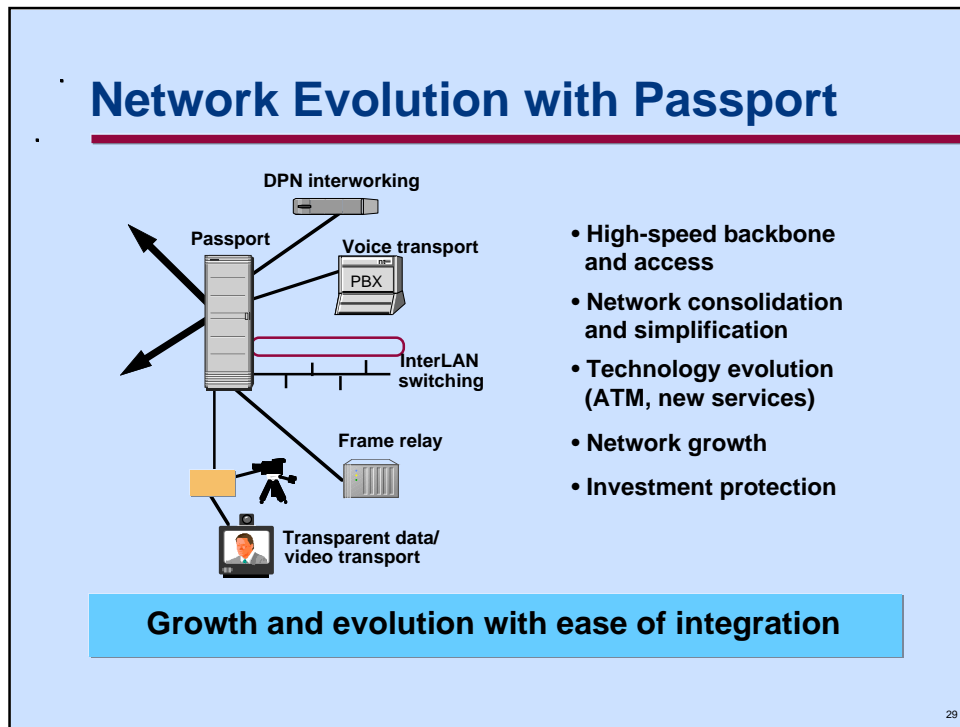 Network Evolution with Passport
DPN interworking
Passport
Voice transport
PBX
InterLAN
switching
Frame relay
Transparent data/
video transport
• High-speed backbone
and access
• Network consolidation
and simplification
• Technology evolution
(ATM, new services)
• Network growth
• Investment protection
Growth and evolution with ease of integration
29